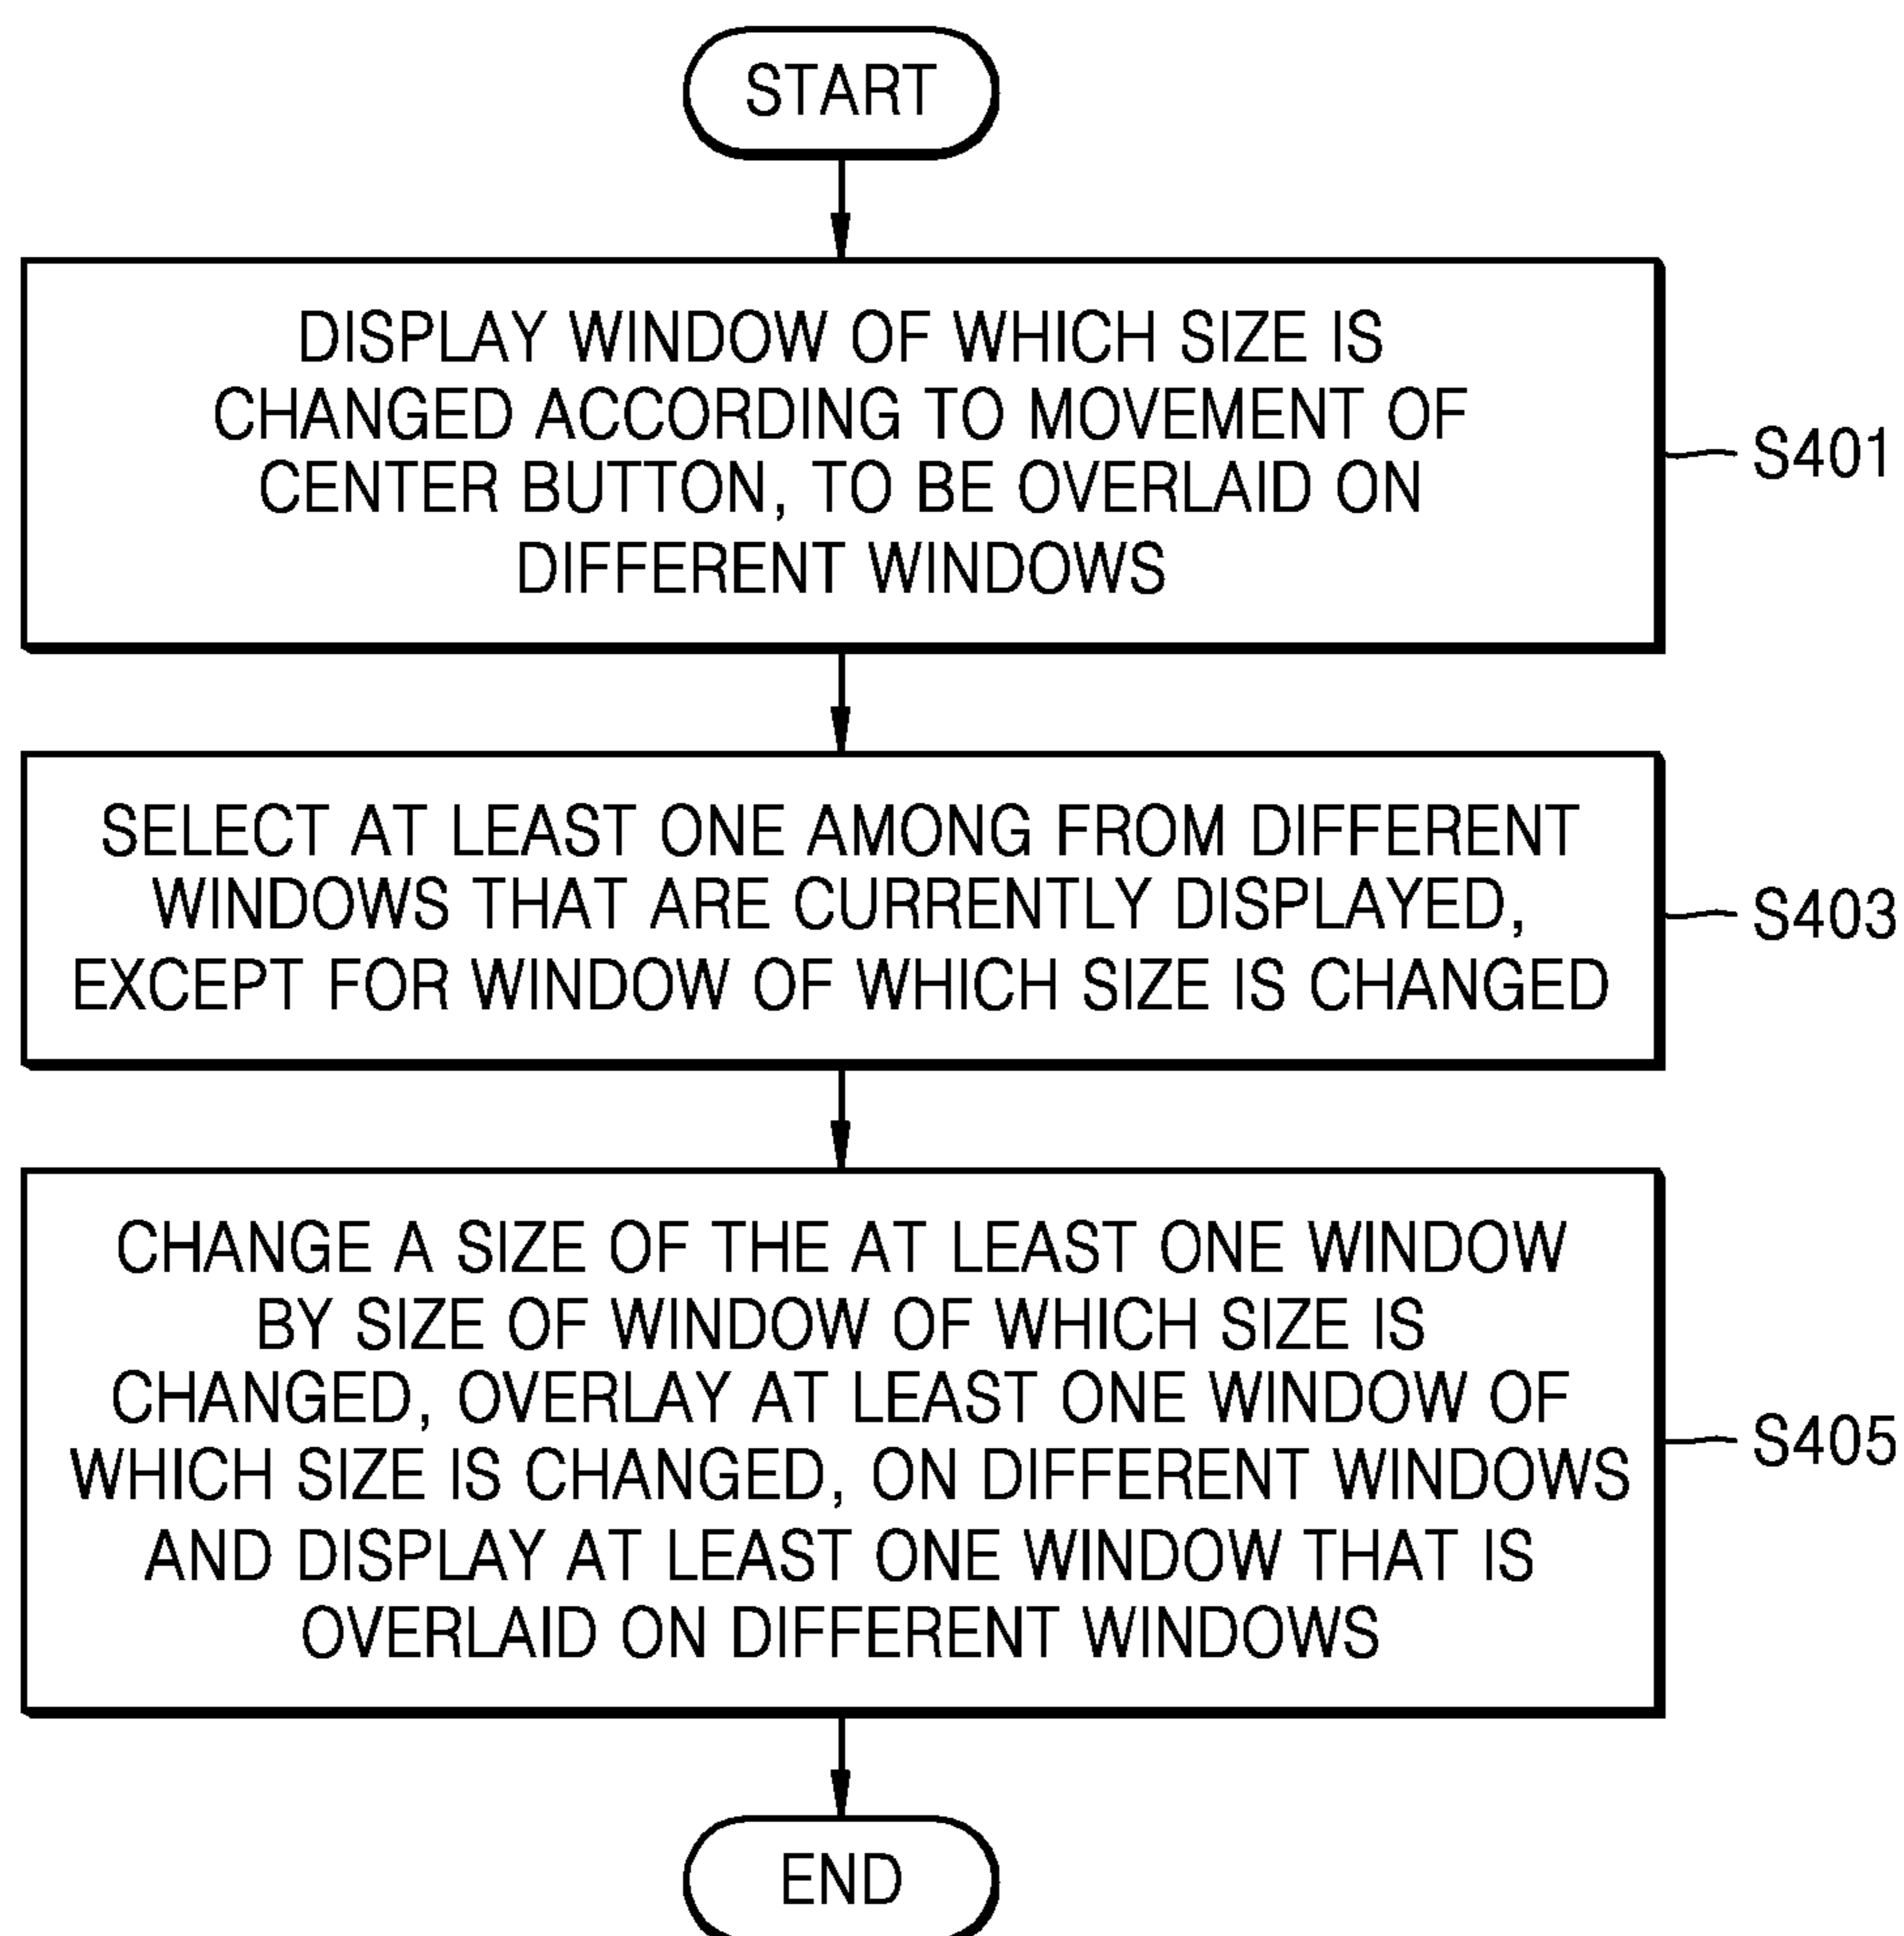 START
DISPLAY WINDOW OF WHICH SIZE IS
CHANGED ACCORDING TO MOVEMENT OF
CENTER BUTTON, TO BE OVERLAID ON
DIFFERENT WINDOWS
S401
SELECT AT LEAST ONE AMONG FROM DIFFERENT
WINDOWS THAT ARE CURRENTLY DISPLAYED,
EXCEPT FOR WINDOW OF WHICH SIZE IS CHANGED
S403
CHANGE A SIZE OF THE AT LEAST ONE WINDOW
BY SIZE OF WINDOW OF WHICH SIZE IS
CHANGED, OVERLAY AT LEAST ONE WINDOW OF
WHICH SIZE IS CHANGED, ON DIFFERENT WINDOWS
AND DISPLAY AT LEAST ONE WINDOW THAT IS
OVERLAID ON DIFFERENT WINDOWS
S405
END